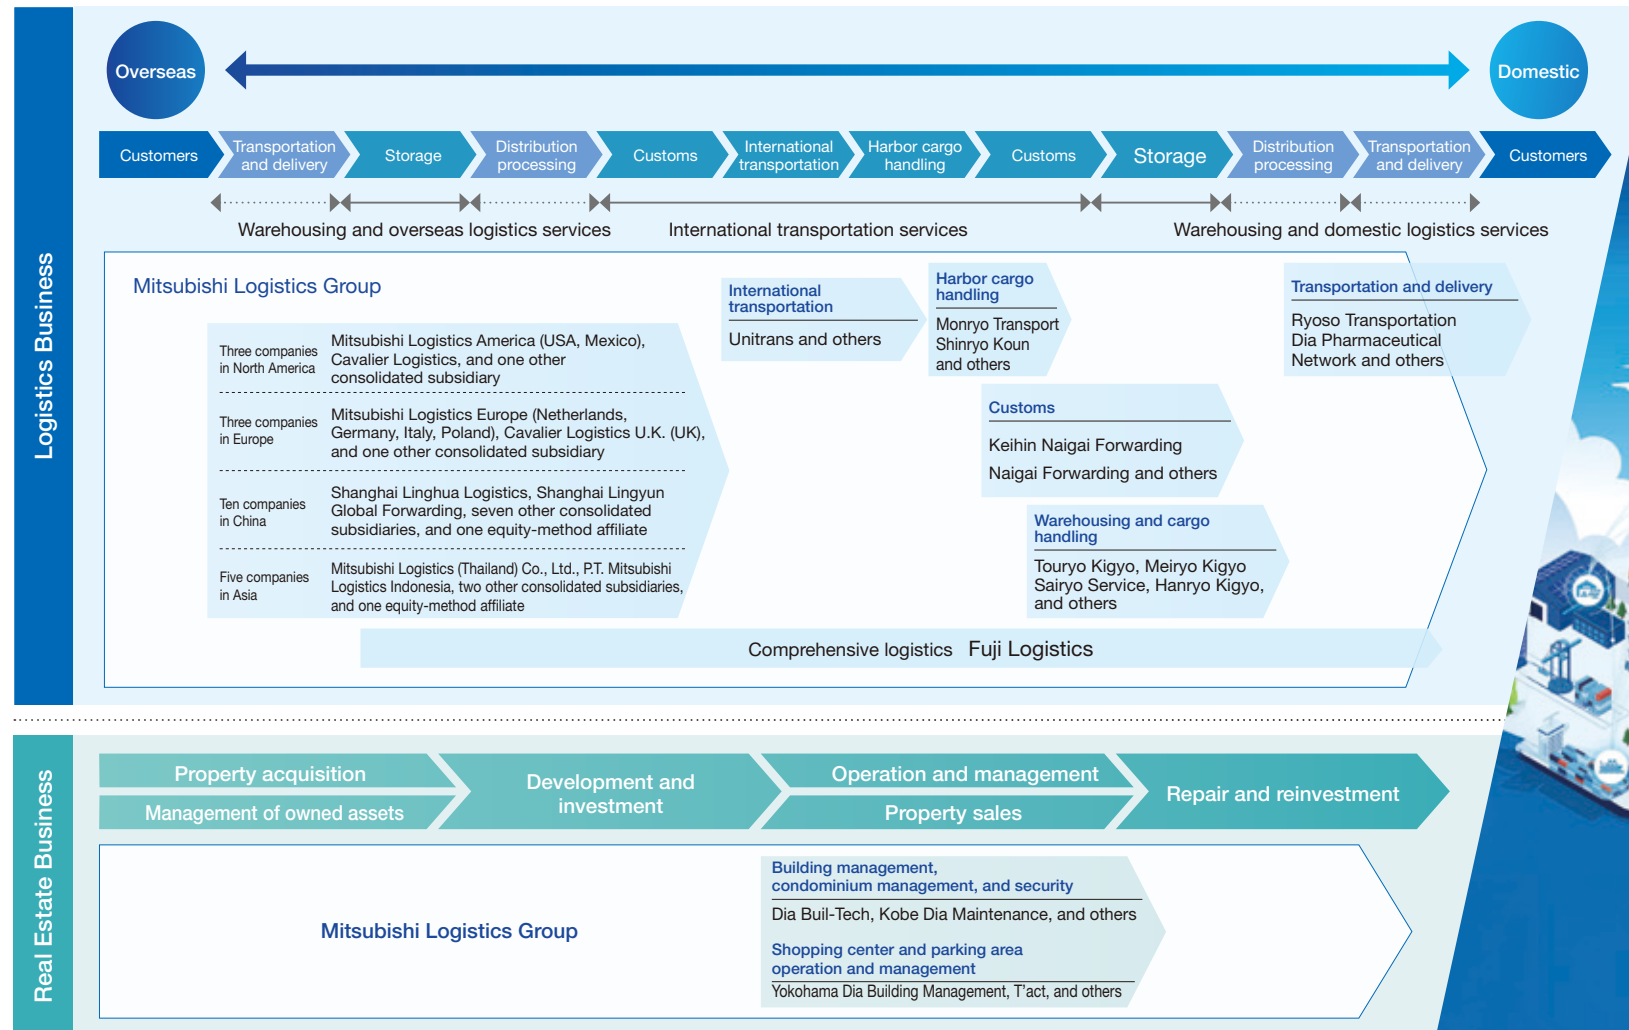 Logistics Business
Overseas
Domestic
Customers
Transportation
and delivery
Storage
Distribution
processing
Customs
International
transportation
Harbor cargo
handling
Customs
Storage
Distribution
processing
Transportation
and delivery
Customers
Warehousing and overseas logistics services
International transportation services
Warehousing and domestic logistics services
Mitsubishi Logistics Group
Three companies
in North America
Mitsubishi Logistics America (USA, Mexico),
Cavalier Logistics, and one other
consolidated subsidiary
Three companies
in Europe
Mitsubishi Logistics Europe (Netherlands,
Germany, Italy, Poland), Cavalier Logistics U.K. (UK),
and one other consolidated subsidiary
Ten companies
in China
Shanghai Linghua Logistics, Shanghai Lingyun
Global Forwarding, seven other consolidated
subsidiaries, and one equity-method affiliate
Five companies
in Asia
Mitsubishi Logistics (Thailand) Co., Ltd., P.T. Mitsubishi
Logistics Indonesia, two other consolidated subsidiaries,
and one equity-method affiliate
International
transportation
Unitrans and others
Harbor cargo
handling
Monryo Transport
Shinryo Koun
and others
Customs
Keihin Naigai Forwarding
Naigai Forwarding and others
Warehousing and cargo
handling
Touryo Kigyo, Meiryo Kigyo
Sairyo Service, Hanryo Kigyo,
and others
Transportation and delivery
Ryoso Transportation
Dia Pharmaceutical
Network and others
Comprehensive logistics Fuji Logistics
Real Estate Business
Property acquisition
Management of owned assets
Development and
investment
Operation and management
Property sales
Repair and reinvestment
Mitsubishi Logistics Group
Building management,
condominium management, and security
Dia Buil-Tech, Kobe Dia Maintenance, and others
Shopping center and parking area
operation and management
Yokohama Dia Building Management, T'act, and others